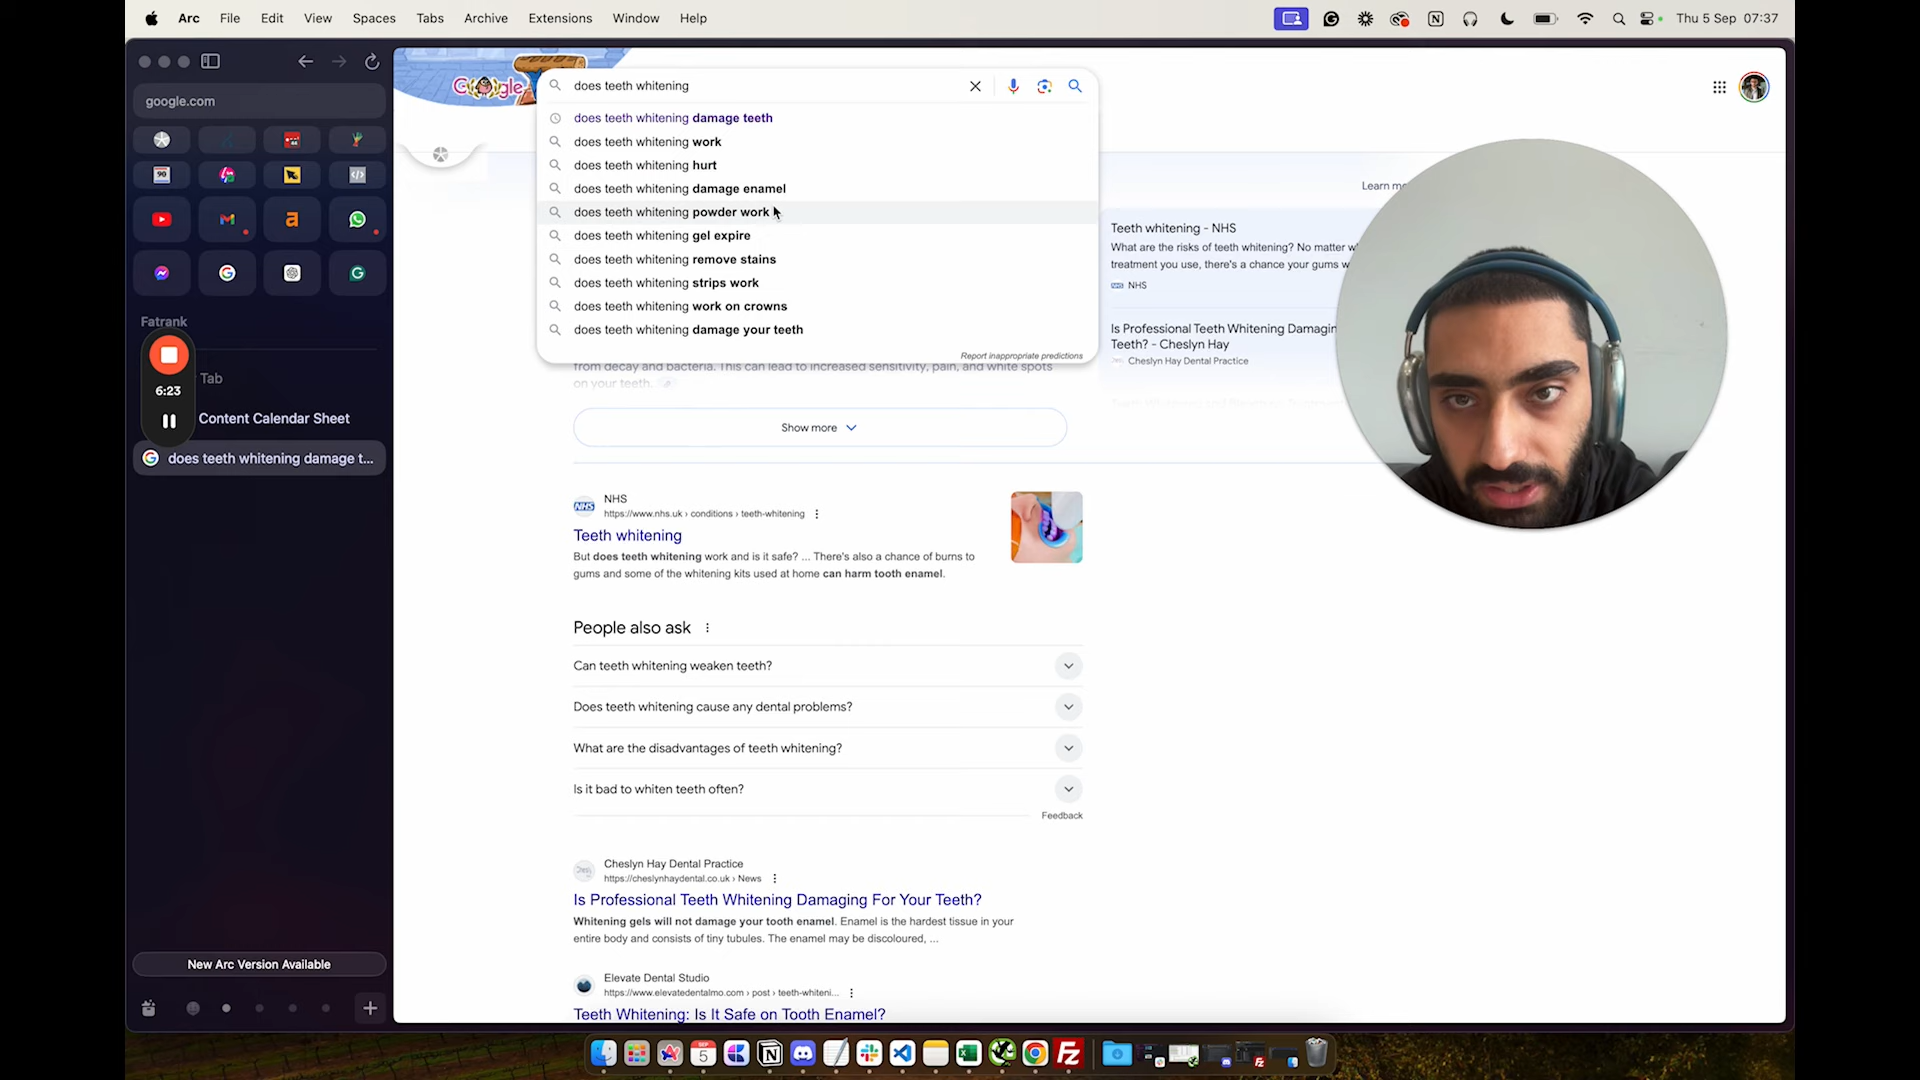 Arc File Edit View Spaces Tabs Archive Extensions Window Help
Thu 5 Sep 07:37
google.com
90
Fatrank
6:23
Tab
Content Calendar Sheet
does teeth whitening damage t...
New Arc Version Available
Google
does teeth whitening
does teeth whitening damage teeth
does teeth whitening work
does teeth whitening hurt
does teeth whitening damage enamel
does teeth whitening powder work
does teeth whitening gel expire
does teeth whitening remove stains
does teeth whitening strips work
does teeth whitening work on crowns
does teeth whitening damage your teeth
Report inappropriate predictions
from decay and bacteria. This can lead to increased sensitivity, pain, and white spots
on your teeth.
Show more
Learn
Teeth whitening - NHS
What are the risks of teeth whitening? No matter
treatment you use, there's a chance your gums
NHS
Is Professional Teeth Whitening Damaging
Teeth? - Cheslyn Hay
Cheslyn Hay Dental Practice
NHS
NHS
https://www.nhs.uk › conditions › teeth-whitening
Teeth whitening
But does teeth whitening work and is it safe? ... There's also a chance of burns to
gums and some of the whitening kits used at home can harm tooth enamel.
People also ask
Can teeth whitening weaken teeth?
Does teeth whitening cause any dental problems?
What are the disadvantages of teeth whitening?
Is it bad to whiten teeth often?
Feedback
Cheslyn Hay Dental Practice
https://cheslynhaydental.co.uk › News
Is Professional Teeth Whitening Damaging For Your Teeth?
Whitening gels will not damage your tooth enamel. Enamel is the hardest tissue in your
entire body and consists of tiny tubules. The enamel may be discoloured, ...
Elevate Dental Studio
https://www.elevatedentalmo.com › post › teeth-whiteni...
Teeth Whitening: Is It Safe on Tooth Enamel?
SEP
5